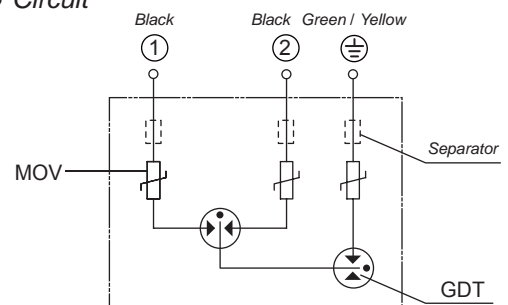 Circuit
Black Black Green / Yellow
1 2
Separator
MOV
GDT